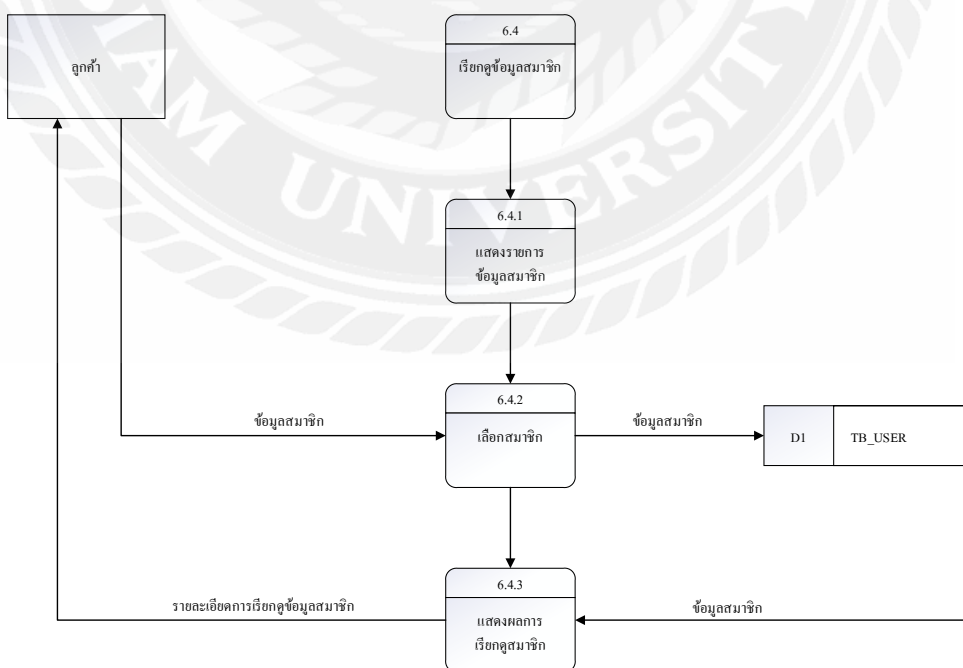 6.4
ลูกค้า
เรียกดูข้อมูลสมาชิก
SIAM UNIVERSITY
6.4.1
แสดงรายการ
ข้อมูลสมาชิก
6.4.2
ข้อมูลสมาชิก
เลือกสมาชิก
ข้อมูลสมาชิก
D1
TB_USER
6.4.3
รายละเอียดการเรียกดูข้อมูลสมาชิก
แสดงผลการ
เรียกดูสมาชิก
ข้อมูลสมาชิก